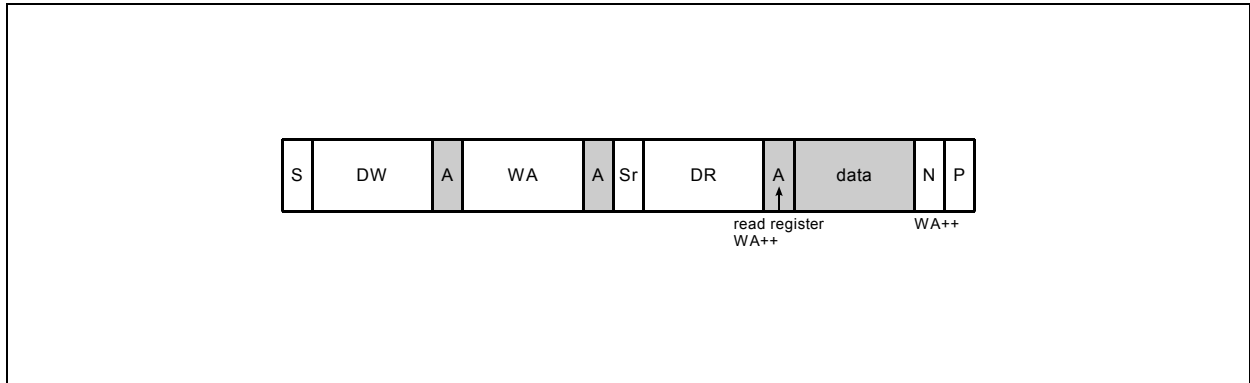 S DW A WA A Sr DR A data N P
read register WA++
WA++